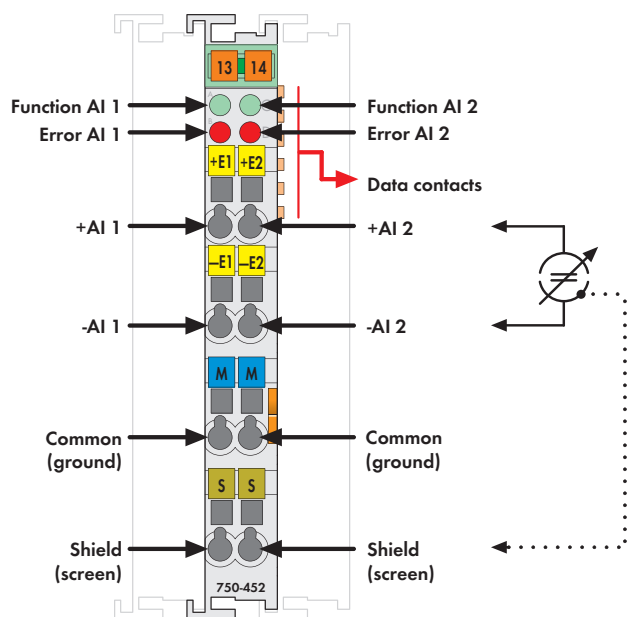 13 14
Function AI 1
Function AI 2
Error AI 1
Error AI 2
+E1 +E2
Data contacts
+AI 1
+AI 2
—E1 —E2
-AI 1
-AI 2
M M
Common
(ground)
Common
(ground)
S S
Shield
(screen)
Shield
(screen)
750-452